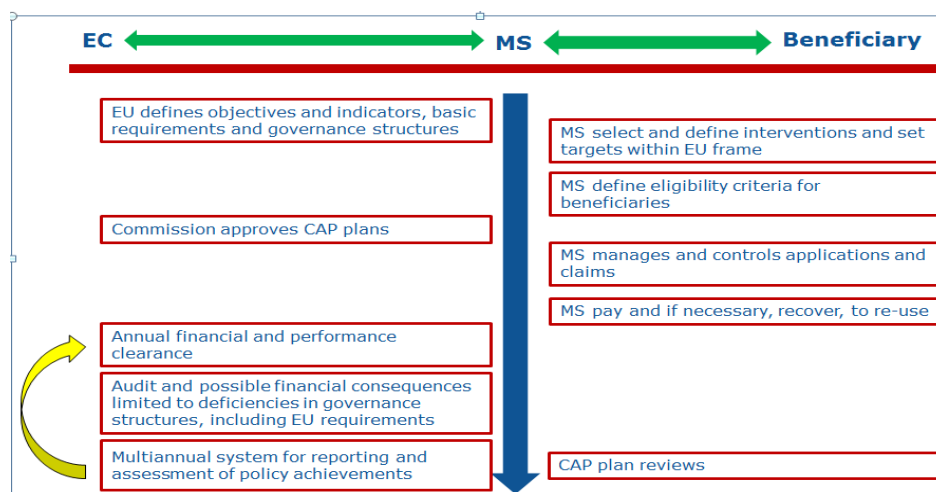 EC
MS
Beneficiary
EU defines objectives and indicators, basic
requirements and governance structures
MS select and define interventions and set
targets within EU frame
MS define eligibility criteria for
beneficiaries
Commission approves CAP plans
MS manages and controls applications and
claims
MS pay and if necessary, recover, to re-use
Annual financial and performance
clearance
Audit and possible financial consequences
limited to deficiencies in governance
structures, including EU requirements
Multiannual system for reporting and
assessment of policy achievements
CAP plan reviews